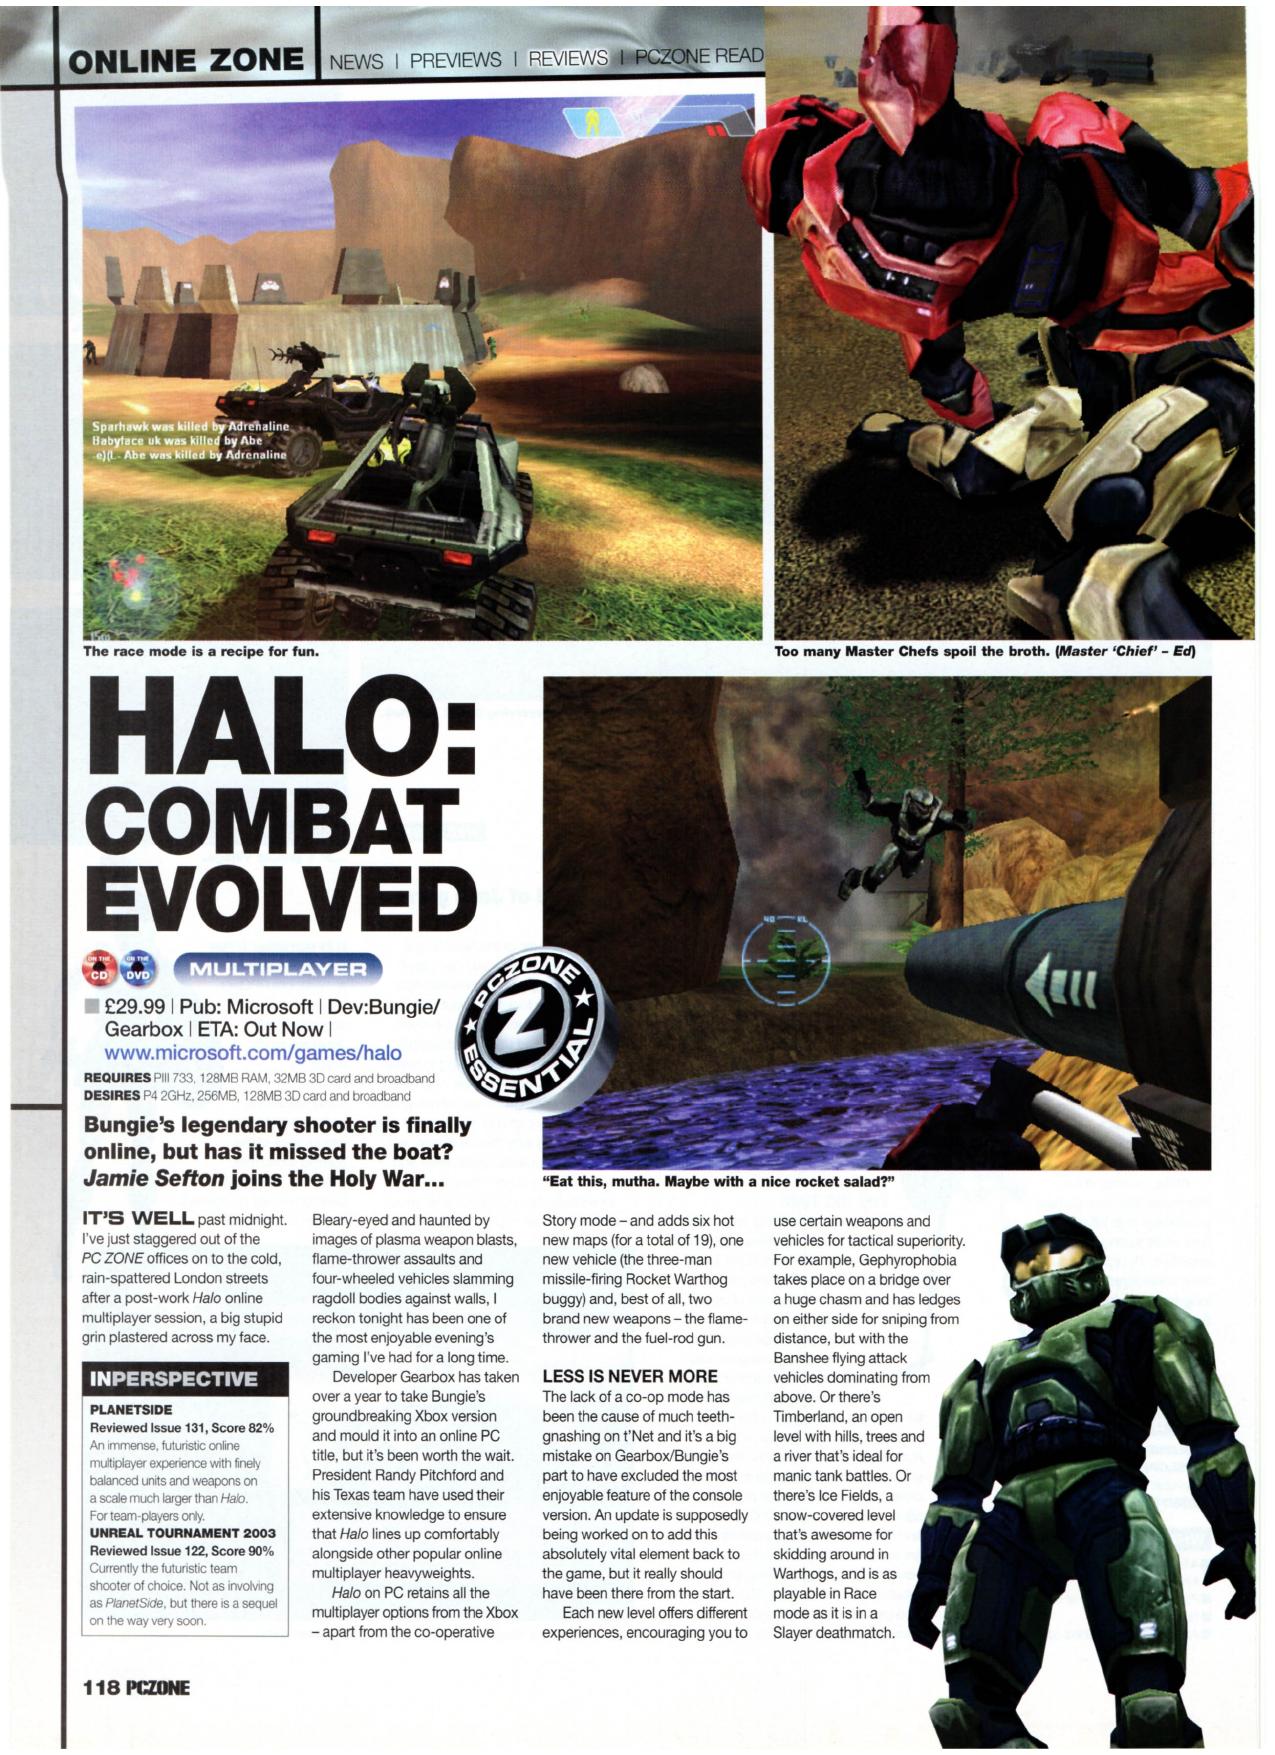 ONLINE ZONE
NEWS | PREVIEWS | REVIEWS | PCZONE READ
Sparhawk was killed by Adrenaline
Babyface uk was killed by Abe
e)(L- Abe was killed by Adrenaline
The race mode is a recipe for fun.
Too many Master Chefs spoil the broth. (Master 'Chief' – Ed)
HALO:
COMBAT
EVOLVED
ON THE CD
ON THE DVD
MULTIPLAYER
PCZONE
Z
ESSENTIAL
£29.99 | Pub: Microsoft | Dev:Bungie/
Gearbox | ETA: Out Now |
www.microsoft.com/games/halo
REQUIRES PIII 733, 128MB RAM, 32MB 3D card and broadband
DESIRES P4 2GHz, 256MB, 128MB 3D card and broadband
Bungie's legendary shooter is finally
online, but has it missed the boat?
Jamie Sefton joins the Holy War...
"Eat this, mutha. Maybe with a nice rocket salad?"
IT'S WELL past midnight.
I've just staggered out of the
PC ZONE offices on to the cold,
rain-spattered London streets
after a post-work Halo online
multiplayer session, a big stupid
grin plastered across my face.
INPERSPECTIVE
PLANETSIDE
Reviewed Issue 131, Score 82%
An immense, futuristic online
multiplayer experience with finely
balanced units and weapons on
a scale much larger than Halo.
For team-players only.
UNREAL TOURNAMENT 2003
Reviewed Issue 122, Score 90%
Currently the futuristic team
shooter of choice. Not as involving
as PlanetSide, but there is a sequel
on the way very soon.
Bleary-eyed and haunted by
images of plasma weapon blasts,
flame-thrower assaults and
four-wheeled vehicles slamming
ragdoll bodies against walls, I
reckon tonight has been one of
the most enjoyable evening's
gaming I've had for a long time.
Developer Gearbox has taken
over a year to take Bungie's
groundbreaking Xbox version
and mould it into an online PC
title, but it's been worth the wait.
President Randy Pitchford and
his Texas team have used their
extensive knowledge to ensure
that Halo lines up comfortably
alongside other popular online
multiplayer heavyweights.
Halo on PC retains all the
multiplayer options from the Xbox
– apart from the co-operative
Story mode – and adds six hot
new maps (for a total of 19), one
new vehicle (the three-man
missile-firing Rocket Warthog
buggy) and, best of all, two
brand new weapons – the flame-
thrower and the fuel-rod gun.
LESS IS NEVER MORE
The lack of a co-op mode has
been the cause of much teeth-
gnashing on t'Net and it's a big
mistake on Gearbox/Bungie's
part to have excluded the most
enjoyable feature of the console
version. An update is supposedly
being worked on to add this
absolutely vital element back to
the game, but it really should
have been there from the start.
Each new level offers different
experiences, encouraging you to
use certain weapons and
vehicles for tactical superiority.
For example, Gephyrophobia
takes place on a bridge over
a huge chasm and has ledges
on either side for sniping from
distance, but with the
Banshee flying attack
vehicles dominating from
above. Or there's
Timberland, an open
level with hills, trees and
a river that's ideal for
manic tank battles. Or
there's Ice Fields, a
snow-covered level
that's awesome for
skidding around in
Warthogs, and is as
playable in Race
mode as it is in a
Slayer deathmatch.
118 PCZONE